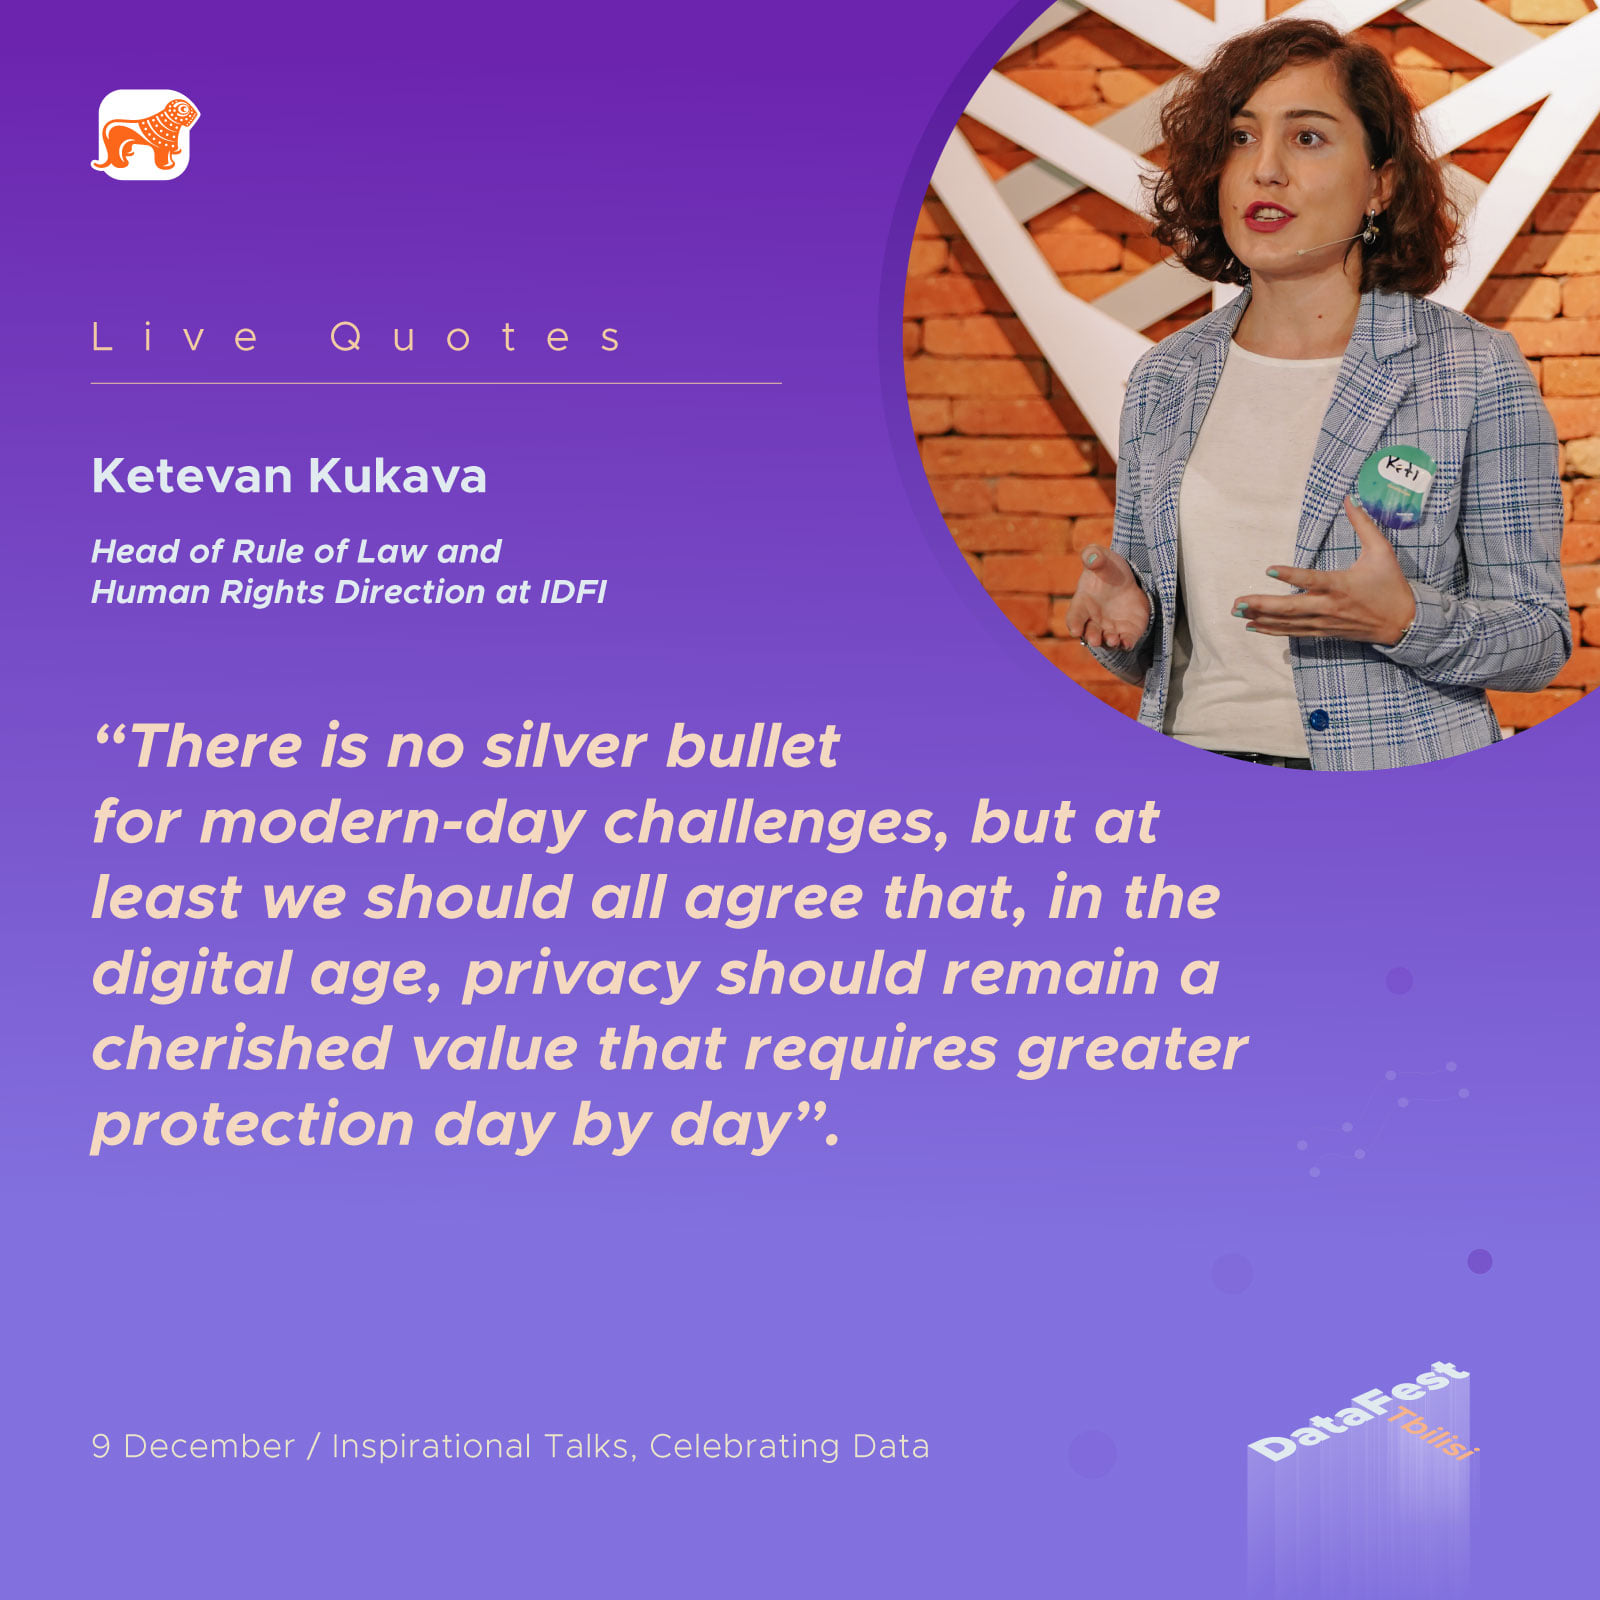 Live Quotes
Ketevan Kukava
Head of Rule of Law and
Human Rights Direction at IDFI
Keti
“There is no silver bullet
for modern-day challenges, but at
least we should all agree that, in the
digital age, privacy should remain a
cherished value that requires greater
protection day by day”.
9 December / Inspirational Talks, Celebrating Data
DataFest
Tbilisi